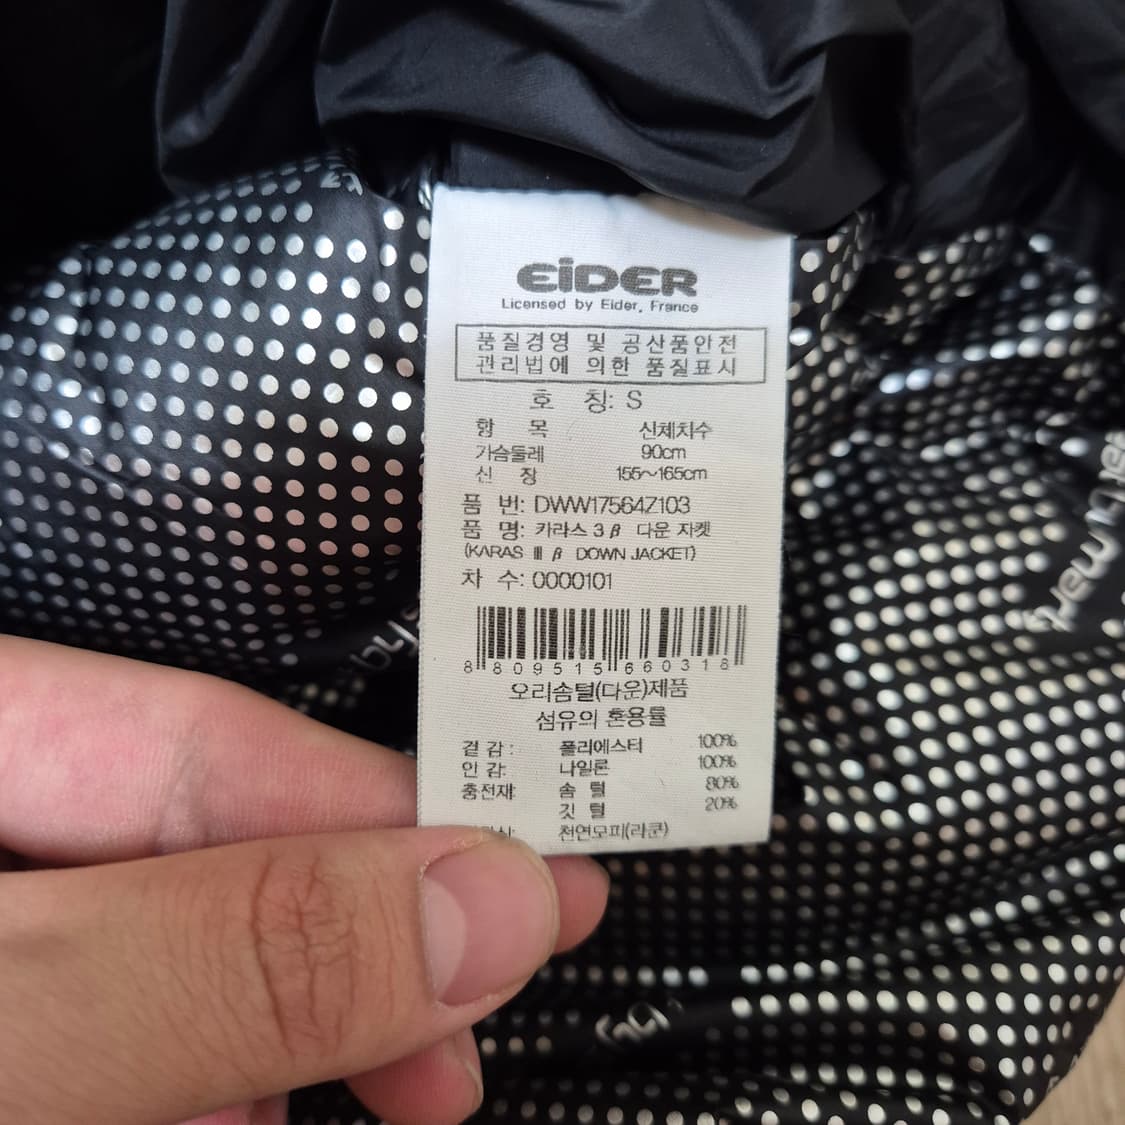 EiDER
Licensed by Eider, France
품질경영 및 공산품안전
관리법에 의한 품질표시
호 칭: S
항 목 신체치수
가슴둘레 90cm
신 장 155~165cm
품 번: DWW17564Z103
품 명: 카라스 3 β 다운 자켓
(KARAS Ⅲ β DOWN JACKET)
차 수: 0000101
8 809515 660318
오리솜털(다운)제품
섬유의 혼용률
겉감: 폴리에스터 100%
안감: 나일론 100%
충전재: 솜 털 80%
깃 털 20%
천연모피(라쿤)